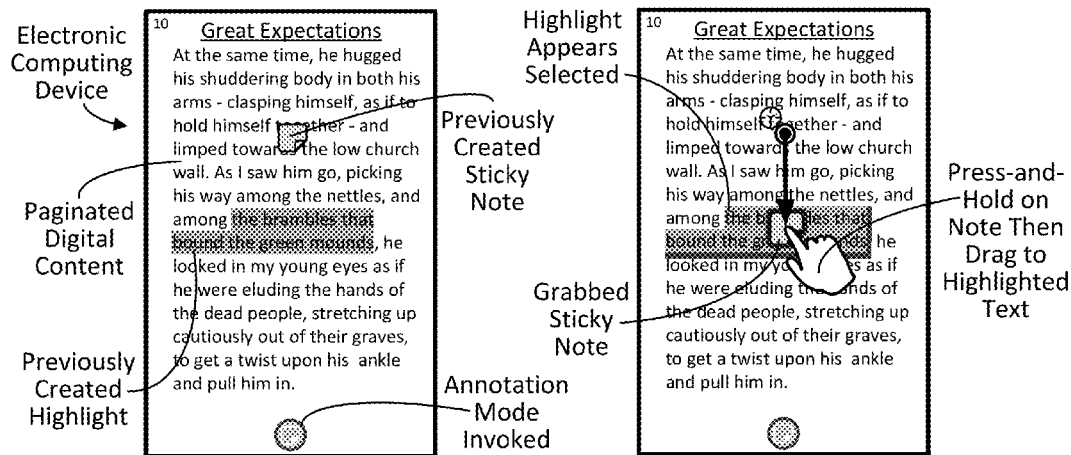 Electronic
Computing
Device
Paginated
Digital
Content
Previously
Created
Highlight
10
Great Expectations
At the same time, he hugged
his shuddering body in both his
arms - clasping himself, as if to
hold himself together - and
limped towards the low church
wall. As I saw him go, picking
his way among the nettles, and
among the brambles that
bound the green mounds, he
looked in my young eyes as if
he were eluding the hands of
the dead people, stretching up
cautiously out of their graves,
to get a twist upon his ankle
and pull him in.
Previously
Created
Sticky
Note
Annotation
Mode
Invoked
Highlight
Appears
Selected
Grabbed
Sticky
Note
10
Great Expectations
At the same time, he hugged
his shuddering body in both his
arms - clasping himself, as if to
hold himself together - and
limped towards the low church
wall. As I saw him go, picking
his way among the nettles, and
among the brambles that
bound the green mounds, he
looked in my young eyes as if
he were eluding the hands of
the dead people, stretching up
cautiously out of their graves,
to get a twist upon his ankle
and pull him in.
Press-and-
Hold on
Note Then
Drag to
Highlighted
Text